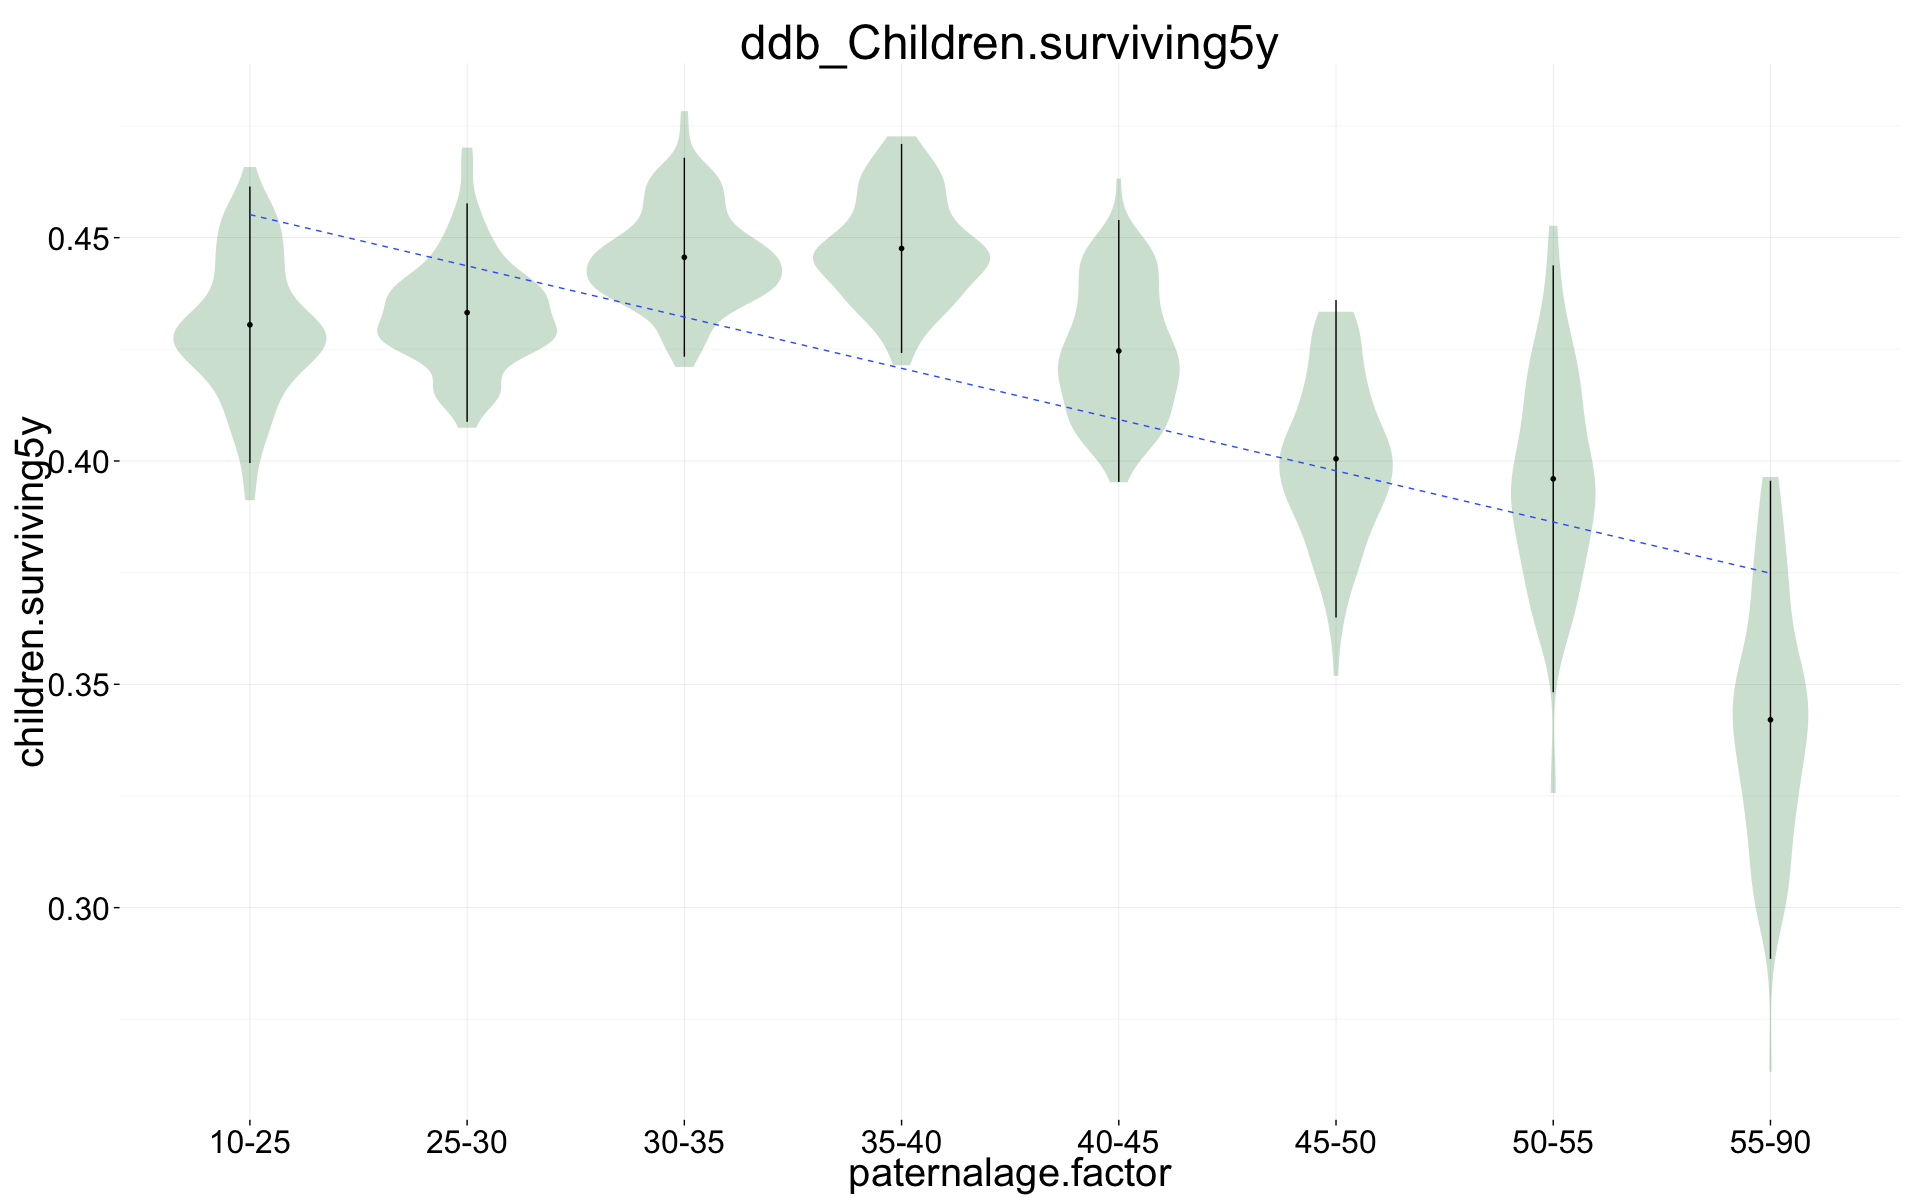 ddb_Children.surviving5y
children.surviving5y
0.45
0.40
0.35
0.30
10-25 25-30 30-35 35-40 40-45 45-50 50-55 55-90
paternalage.factor